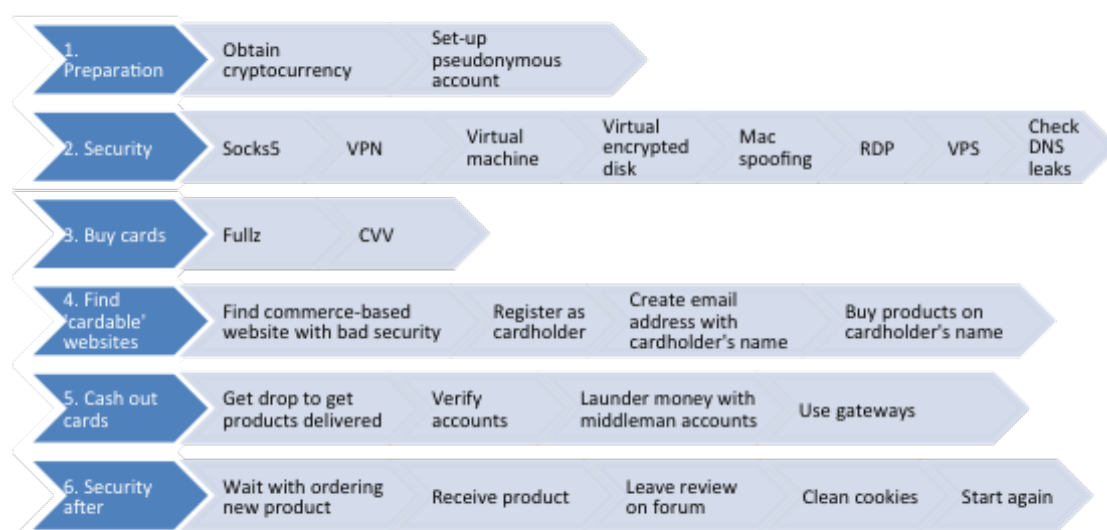 1.
Preparation
Obtain
cryptocurrency
Set-up
pseudonymous
account
2. Security
Socks5
VPN
Virtual
machine
Virtual
encrypted
disk
Mac
spoofing
RDP
VPS
Check
DNS
leaks
3. Buy cards
Fullz
CVV
4. Find
'cardable'
websites
Find commerce-based
website with bad security
Register as
cardholder
Create email
address with
cardholder's name
Buy products on
cardholder's name
5. Cash out
cards
Get drop to get
products delivered
Verify
accounts
Launder money with
middleman accounts
Use gateways
6. Security
after
Wait with ordering
new product
Receive product
Leave review
on forum
Clean cookies
Start again